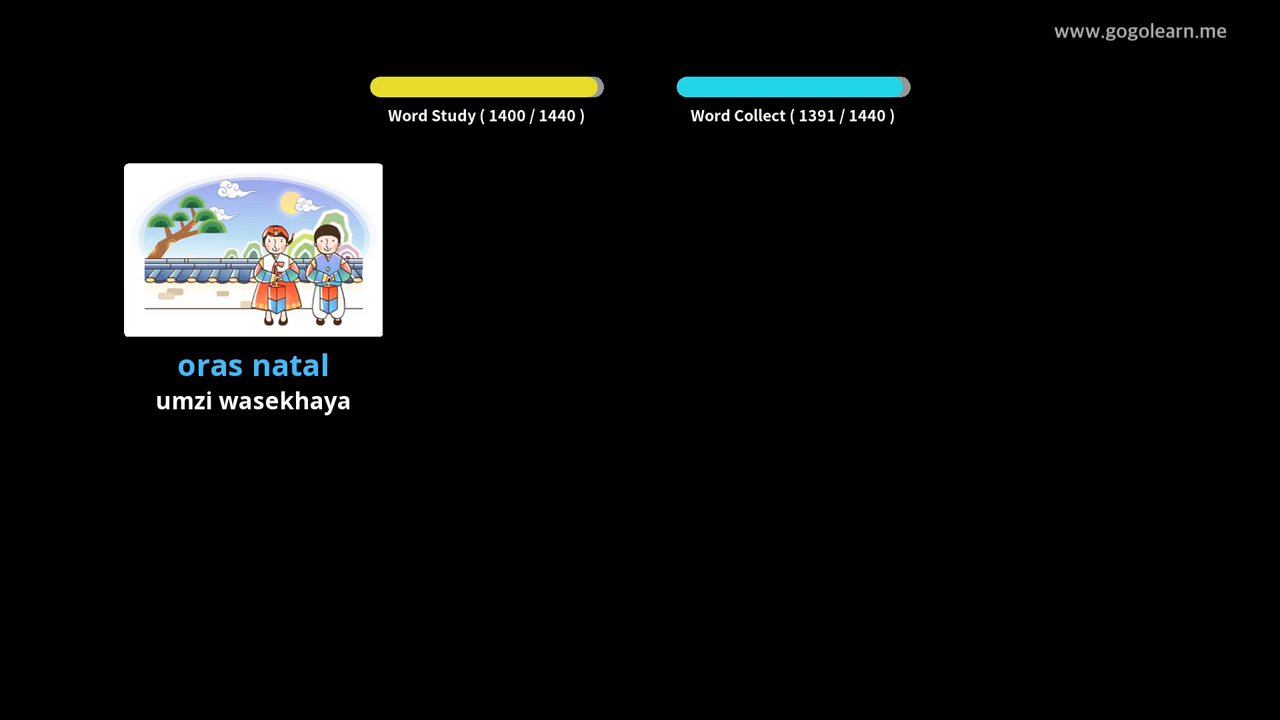 www.gogolearn.me
Word Study ( 1400 / 1440 )
Word Collect ( 1391 / 1440 )
oras natal
umzi wasekhaya